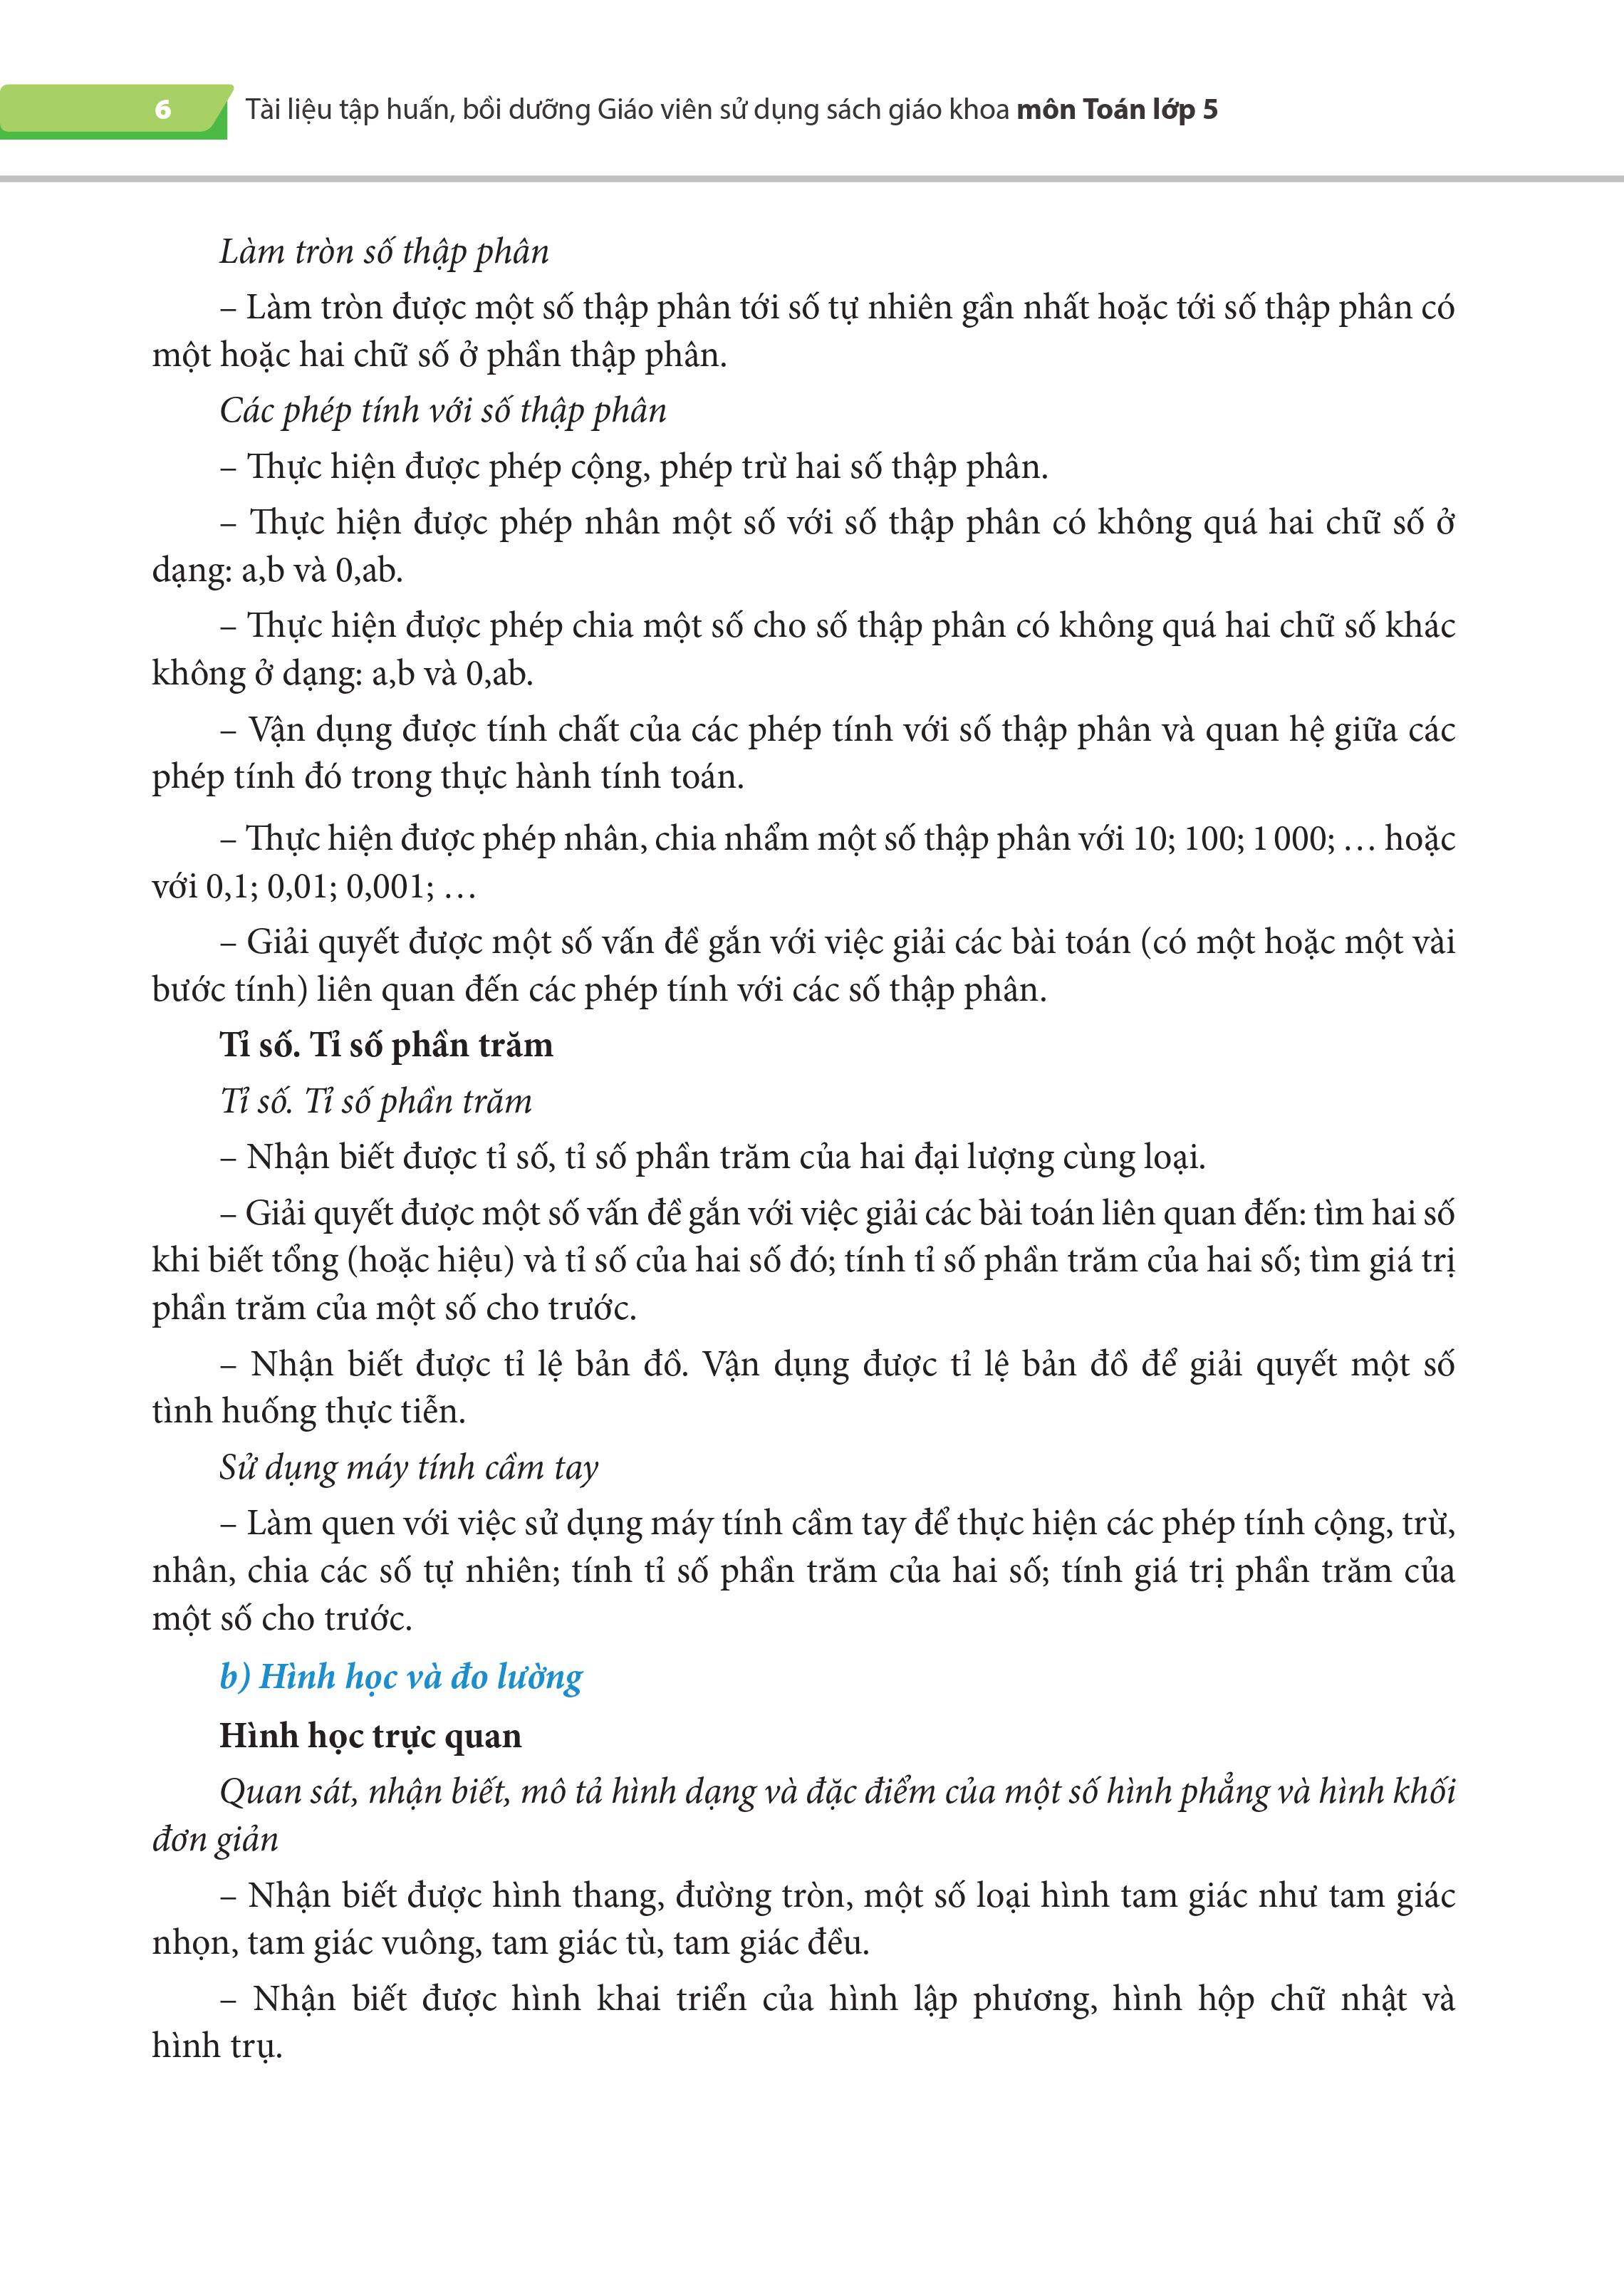 6
Tài liệu tập huấn, bồi dưỡng Giáo viên sử dụng sách giáo khoa môn Toán lớp 5
Làm tròn số thập phân
– Làm tròn được một số thập phân tới số tự nhiên gần nhất hoặc tới số thập phân có
một hoặc hai chữ số ở phần thập phân.
Các phép tính với số thập phân
– Thực hiện được phép cộng, phép trừ hai số thập phân.
– Thực hiện được phép nhân một số với số thập phân có không quá hai chữ số ở
dạng: a,b và 0,ab.
– Thực hiện được phép chia một số cho số thập phân có không quá hai chữ số khác
không ở dạng: a,b và 0,ab.
– Vận dụng được tính chất của các phép tính với số thập phân và quan hệ giữa các
phép tính đó trong thực hành tính toán.
– Thực hiện được phép nhân, chia nhẩm một số thập phân với 10; 100; 1 000; … hoặc
với 0,1; 0,01; 0,001; …
– Giải quyết được một số vấn đề gắn với việc giải các bài toán (có một hoặc một vài
bước tính) liên quan đến các phép tính với các số thập phân.
Tỉ số. Tỉ số phần trăm
Tỉ số. Tỉ số phần trăm
– Nhận biết được tỉ số, tỉ số phần trăm của hai đại lượng cùng loại.
– Giải quyết được một số vấn đề gắn với việc giải các bài toán liên quan đến: tìm hai số
khi biết tổng (hoặc hiệu) và tỉ số của hai số đó; tính tỉ số phần trăm của hai số; tìm giá trị
phần trăm của một số cho trước.
– Nhận biết được tỉ lệ bản đồ. Vận dụng được tỉ lệ bản đồ để giải quyết một số
tình huống thực tiễn.
Sử dụng máy tính cầm tay
– Làm quen với việc sử dụng máy tính cầm tay để thực hiện các phép tính cộng, trừ,
nhân, chia các số tự nhiên; tính tỉ số phần trăm của hai số; tính giá trị phần trăm của
một số cho trước.
b) Hình học và đo lường
Hình học trực quan
Quan sát, nhận biết, mô tả hình dạng và đặc điểm của một số hình phẳng và hình khối
đơn giản
– Nhận biết được hình thang, đường tròn, một số loại hình tam giác như tam giác
nhọn, tam giác vuông, tam giác tù, tam giác đều.
– Nhận biết được hình khai triển của hình lập phương, hình hộp chữ nhật và
hình trụ.